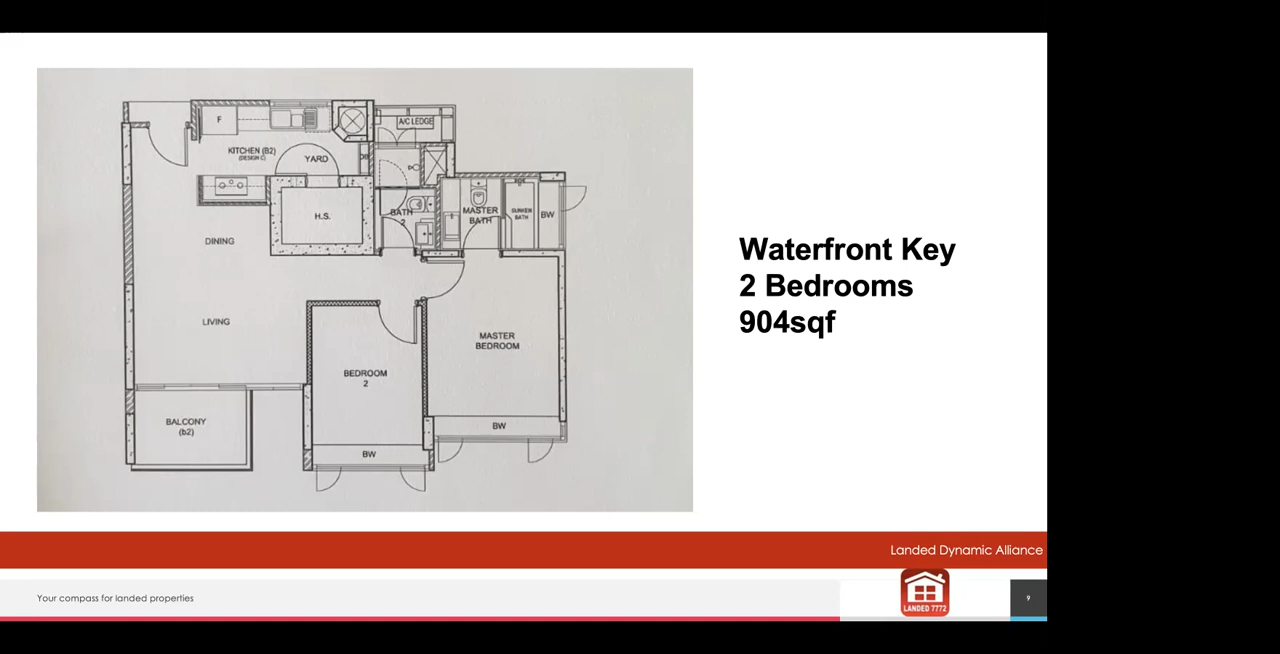 F
A/C LEDGE
KITCHEN (B2)
(DESIGN C)
YARD
DB
H.S.
BATH
2
MASTER
BATH
SUNKEN
BATH
BW
DINING
LIVING
MASTER
BEDROOM
BEDROOM
2
BALCONY
(b2)
BW
BW
Waterfront Key
2 Bedrooms
904sqf
Landed Dynamic Alliance
Your compass for landed properties
LANDED 7772
9